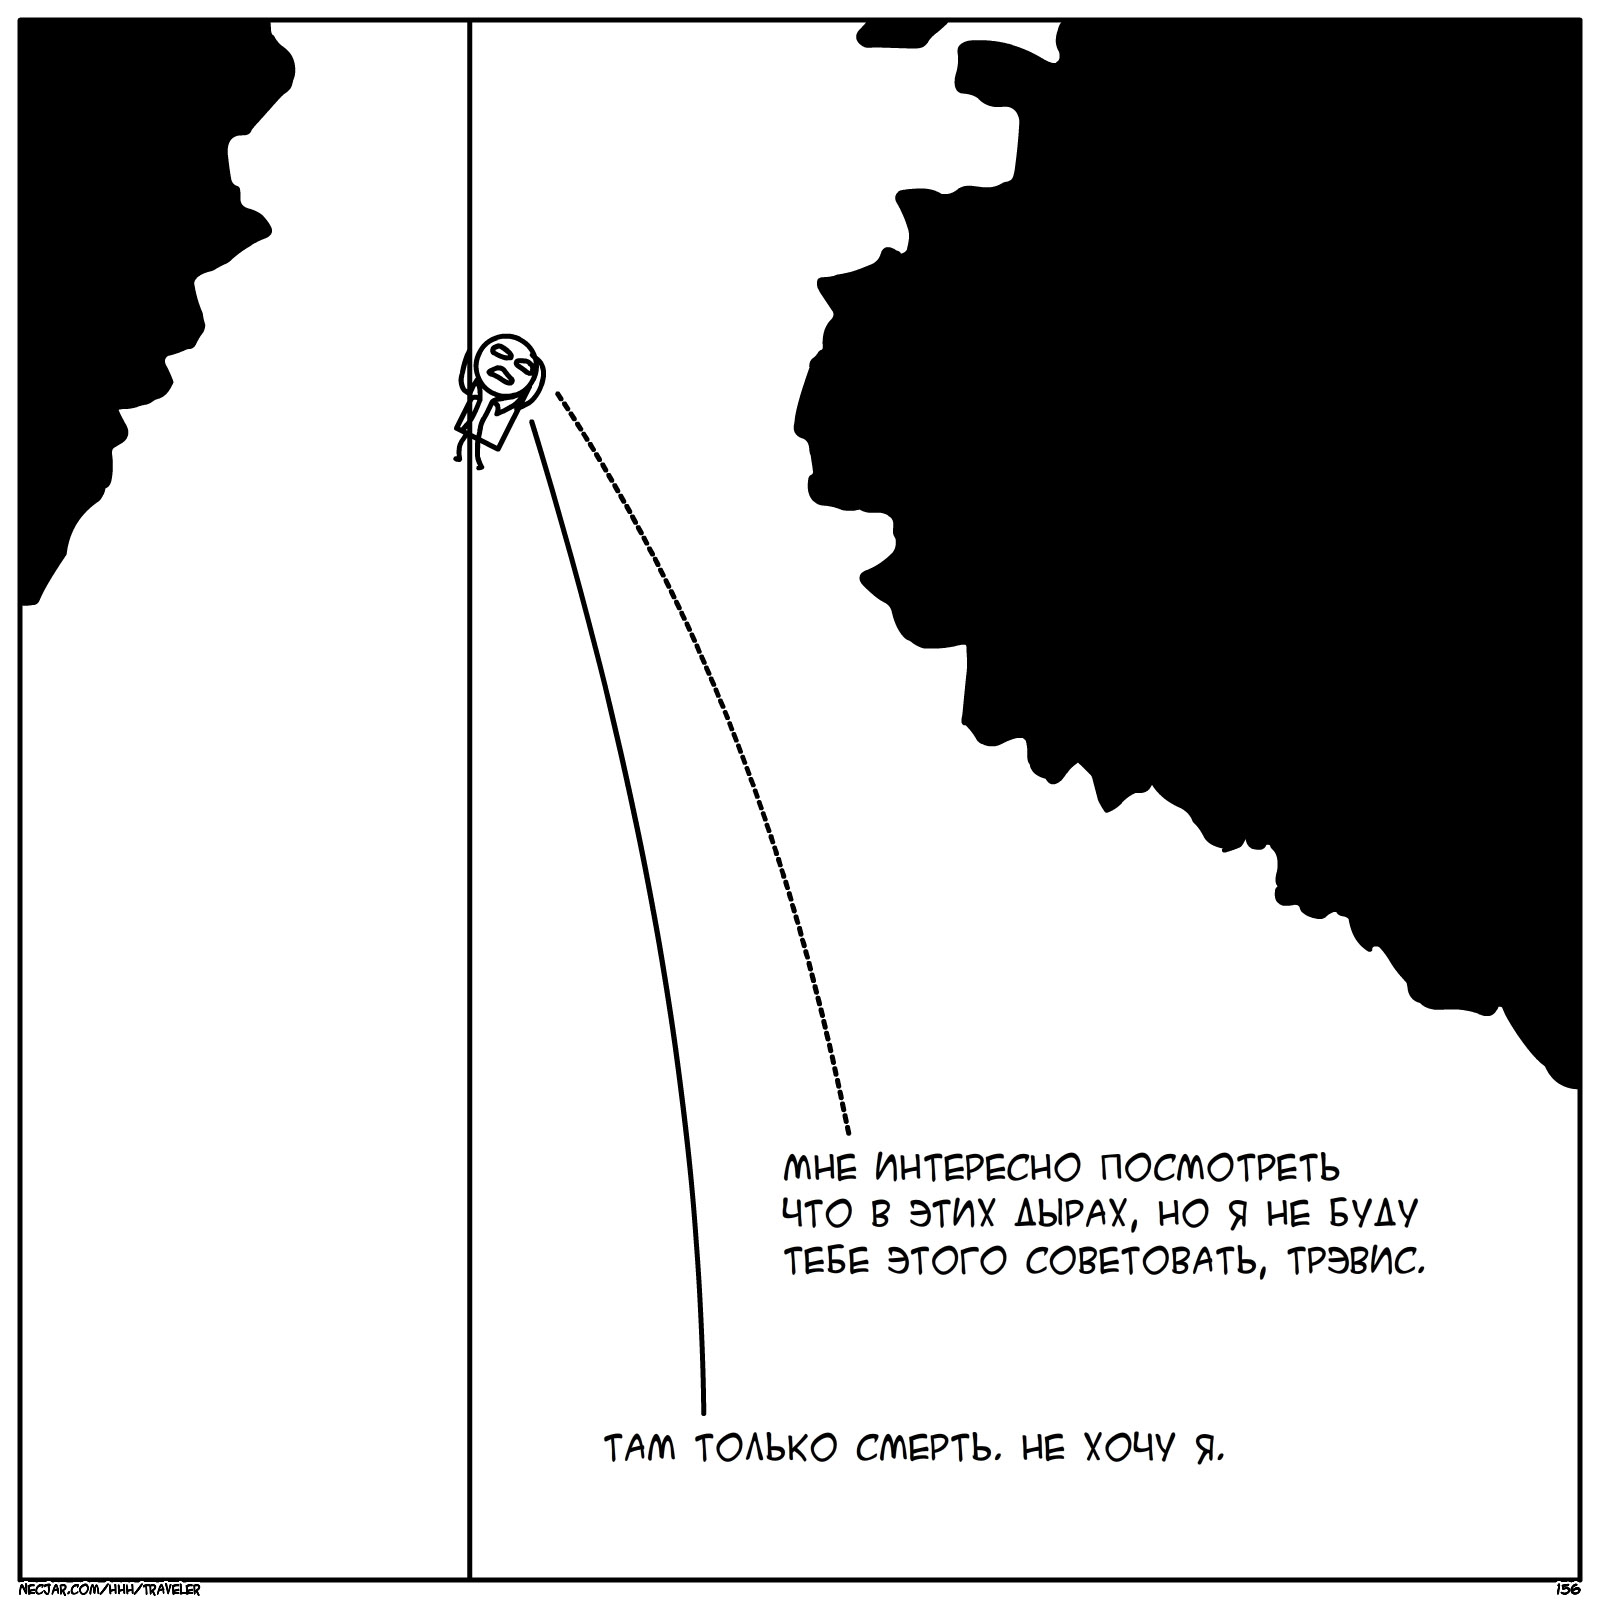 МНЕ ИНТЕРЕСНО ПОСМОТРЕТЬ
ЧТО В ЭТИХ ДЫРАХ, НО Я НЕ БУДУ
ТЕБЕ ЭТОГО СОВЕТОВАТЬ, ТРЭВИС.
ТАМ ТОЛЬКО СМЕРТЬ. НЕ ХОЧУ Я.
NECJAR.COM/HHH/TRAVELER
156